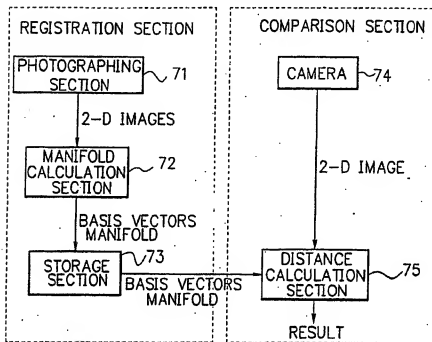 REGISTRATION SECTION
PHOTOGRAPHING
SECTION
71
2-D IMAGES
MANIFOLD
CALCULATION
SECTION
72
BASIS VECTORS
MANIFOLD
STORAGE
SECTION
73
BASIS VECTORS
MANIFOLD
COMPARISON SECTION
CAMERA
74
2-D IMAGE
DISTANCE
CALCULATION
SECTION
75
RESULT